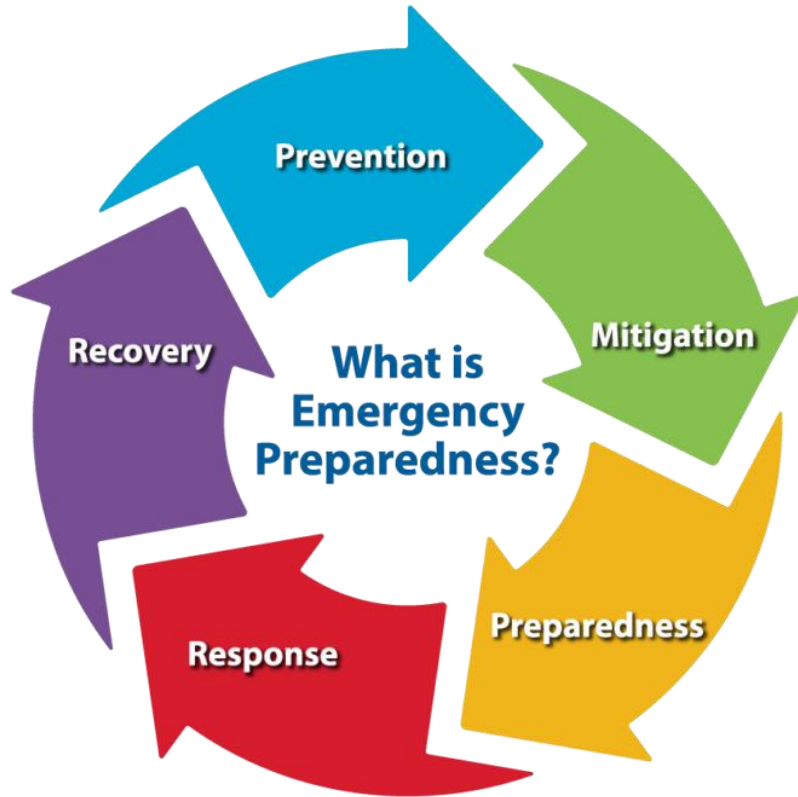 Prevention
Mitigation
Preparedness
Response
Recovery
What is
Emergency
Preparedness?